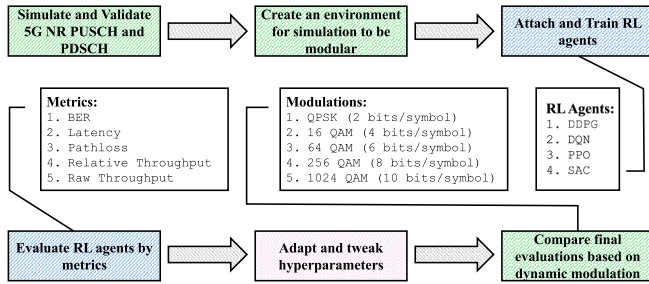 Simulate and Validate
5G NR PUSCH and
PDSCH
Create an environment
for simulation to be
modular
Attach and Train RL
agents
Metrics:
1. BER
2. Latency
3. Pathloss
4. Relative Throughput
5. Raw Throughput
Modulations:
1. QPSK (2 bits/symbol)
2. 16 QAM (4 bits/symbol)
3. 64 QAM (6 bits/symbol)
4. 256 QAM (8 bits/symbol)
5. 1024 QAM (10 bits/symbol)
RL Agents:
1. DDPG
2. DQN
3. PPO
4. SAC
Evaluate RL agents by
metrics
Adapt and tweak
hyperparameters
Compare final
evaluations based on
dynamic modulation